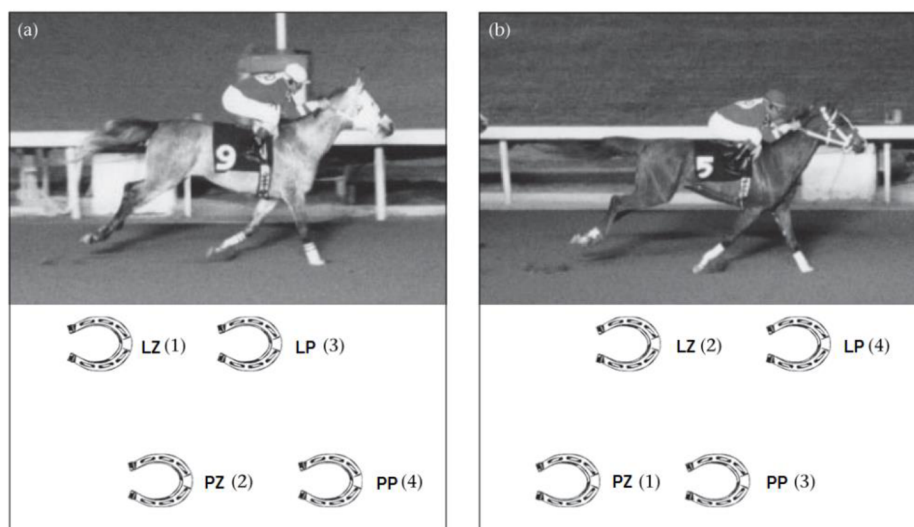 (a)
9
LZ (1) LP (3)
PZ (2) PP (4)
(b)
5
LZ (2) LP (4)
PZ (1) PP (3)